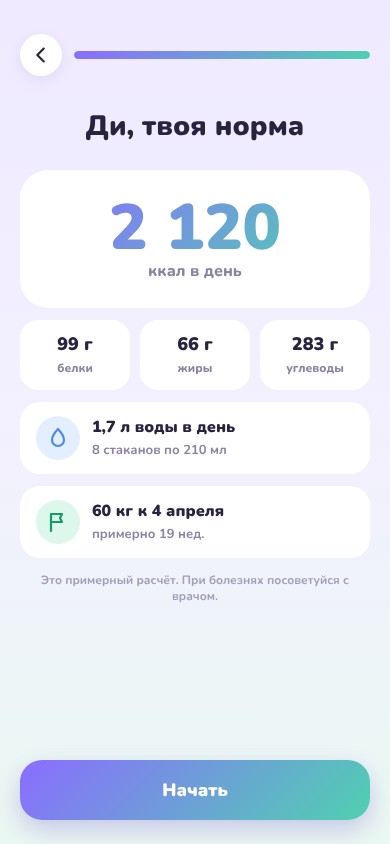 Ди, твоя норма
2 120
ккал в день
99 г
белки
66 г
жиры
283 г
углеводы
1,7 л воды в день
8 стаканов по 210 мл
60 кг к 4 апреля
примерно 19 нед.
Это примерный расчёт. При болезнях посоветуйся с
врачом.
Начать